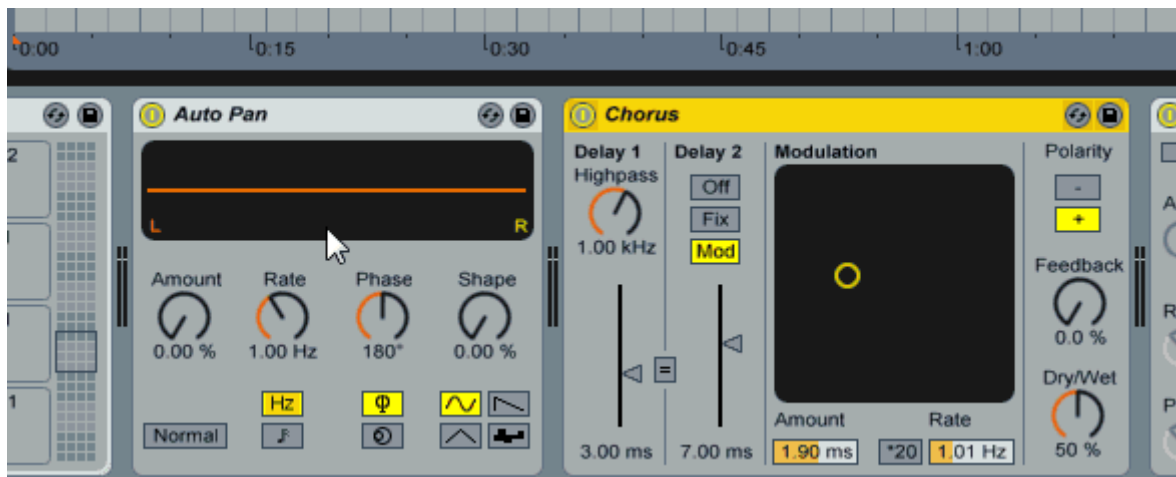 0:00 0:15 0:30 0:45 1:00
2
1
Auto Pan
L R
Amount Rate Phase Shape
0.00 % 1.00 Hz 180° 0.00 %
Hz Φ
Normal
Chorus
Delay 1 Delay 2 Modulation Polarity
Highpass Off -
Fix +
1.00 kHz Mod
Feedback
=
0.0 %
Dry/Wet
Amount Rate
3.00 ms 7.00 ms 1.90 ms *20 1.01 Hz 50 %
A
R
P